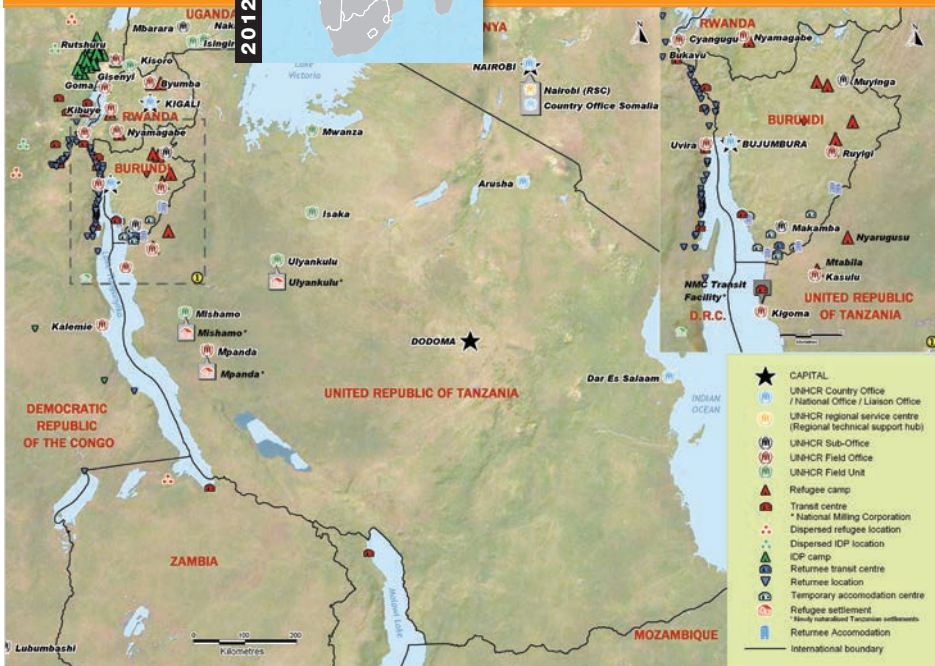 2012
UGANDA
Mbarara
Isingiro
Rutshuru
Kisoro
Gisenyi
Goma
Byumba
Kibuye
KIGALI
RWANDA
Nyamagabe
BURUNDI
Lake
Victoria
Mwanza
NAIROBI
Nairobi (RSC)
Country Office Somalia
Arusha
Isaka
Ulyankulu
Ulyankulu*
Mishamo
Mishamo*
Mpanda
Mpanda*
Kalemie
DODOMA
Dar Es Salaam
UNITED REPUBLIC OF TANZANIA
INDIAN
OCEAN
DEMOCRATIC
REPUBLIC
OF THE CONGO
ZAMBIA
Malawi Lake
MOZAMBIQUE
Lubumbashi
0 100 200
Kilometres
RWANDA
Cyangugu
Nyamagabe
Bukavu
Muyinga
BURUNDI
Uvira
BUJUMBURA
Ruyigi
Makamba
Nyarugusu
Mtabila
Kasulu
NMC Transit
Facility*
D.R.C.
Kigoma
UNITED REPUBLIC
OF TANZANIA
CAPITAL
UNHCR Country Office
/ National Office / Liaison Office
UNHCR regional service centre
(Regional technical support hub)
UNHCR Sub-Office
UNHCR Field Office
UNHCR Field Unit
Refugee camp
Transit centre
* National Milling Corporation
Dispersed refugee location
Dispersed IDP location
IDP camp
Returnee transit centre
Returnee location
Temporary accomodation centre
Refugee settlement
* Newly naturalised Tanzanian settlements
Returnee Accomodation
International boundary